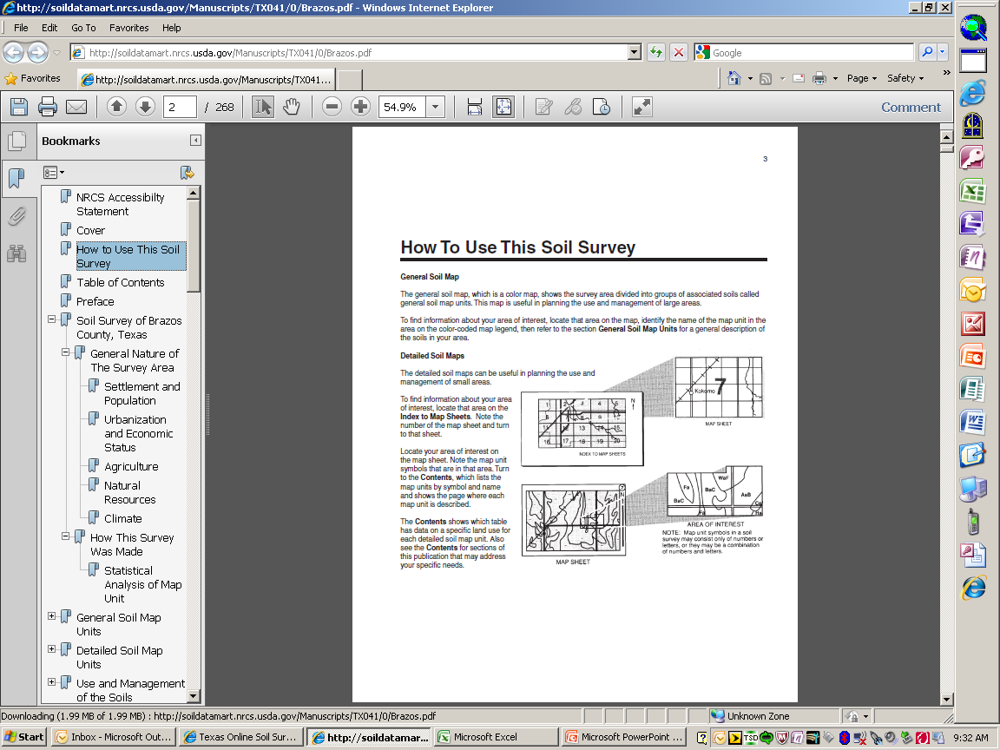 http://soildatamart.nrcs.usda.gov/Manuscripts/TX041/0/Brazos.pdf - Windows Internet Explorer
File Edit Go To Favorites Help
http://soildatamart.nrcs.usda.gov/Manuscripts/TX041/0/Brazos.pdf
Google
Favorites
http://soildatamart.nrcs.usda.gov/Manuscripts/TX041...
Page Safety
2 / 268
54.9%
Comment
Bookmarks
NRCS Accessibilty
Statement
Cover
How to Use This Soil
Survey
Table of Contents
Preface
Soil Survey of Brazos
County, Texas
General Nature of
The Survey Area
Settlement and
Population
Urbanization
and Economic
Status
Agriculture
Natural
Resources
Climate
How This Survey
Was Made
Statistical
Analysis of Map
Unit
General Soil Map
Units
Detailed Soil Map
Units
Use and Management
of the Soils
3
How To Use This Soil Survey
General Soil Map
The general soil map, which is a color map, shows the survey area divided into groups of associated soils called
general soil map units. This map is useful in planning the use and management of large areas.
To find information about your area of interest, locate that area on the map, identify the name of the map unit in the
area on the color-coded map legend, then refer to the section General Soil Map Units for a general description of
the soils in your area.
Detailed Soil Maps
The detailed soil maps can be useful in planning the use and
management of small areas.
To find information about your area
of interest, locate that area on the
Index to Map Sheets. Note the
number of the map sheet and turn
to that sheet.
Locate your area of interest on
the map sheet. Note the map unit
symbols that are in that area. Turn
to the Contents, which lists the
map units by symbol and name
and shows the page where each
map unit is described.
The Contents shows which table
has data on a specific land use for
each detailed soil map unit. Also
see the Contents for sections of
this publication that may address
your specific needs.
Kokomo 7
MAP SHEET
N
1 2 3 4 5
6 8
11 12 13 14 15
16 17 18 19 20
INDEX TO MAP SHEETS
N
MAP SHEET
Fa BaC WaF AsB
BaC Fa Ce Ha
AREA OF INTEREST
NOTE: Map unit symbols in a soil
survey may consist only of numbers or
letters, or they may be a combination
of numbers and letters.
Downloading (1.99 MB of 1.99 MB) : http://soildatamart.nrcs.usda.gov/Manuscripts/TX041/0/Brazos.pdf
Unknown Zone
Start
Inbox - Microsoft Out...
Texas Online Soil Sur...
http://soildatamar...
Microsoft Excel
Microsoft PowerPoint ...
TSD
9:32 AM